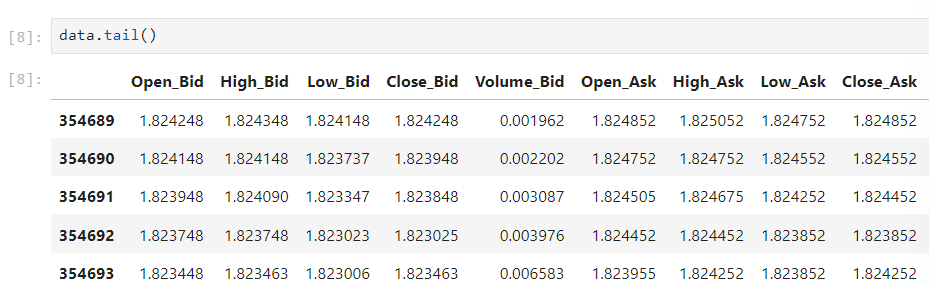 [8]: data.tail()
[8]: Open_Bid High_Bid Low_Bid Close_Bid Volume_Bid Open_Ask High_Ask Low_Ask Close_Ask
354689 1.824248 1.824348 1.824148 1.824248 0.001962 1.824852 1.825052 1.824752 1.824852
354690 1.824148 1.824148 1.823737 1.823948 0.002202 1.824752 1.824752 1.824552 1.824552
354691 1.823948 1.824090 1.823347 1.823848 0.003087 1.824505 1.824675 1.824252 1.824452
354692 1.823748 1.823748 1.823023 1.823025 0.003976 1.824452 1.824452 1.823852 1.823852
354693 1.823448 1.823463 1.823006 1.823463 0.006583 1.823955 1.824252 1.823852 1.824252